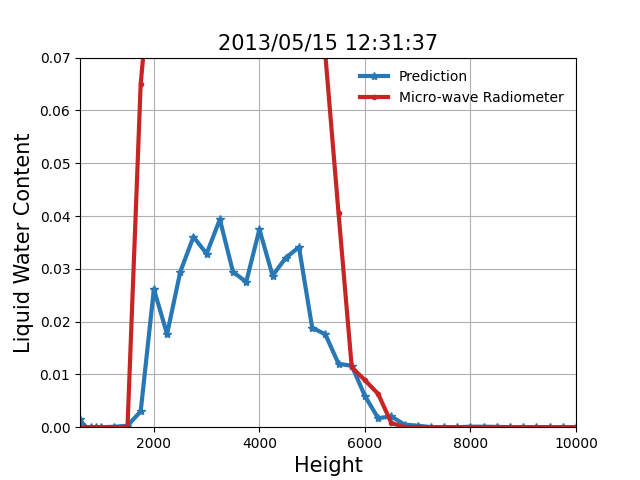 2013/05/15 12:31:37
0.07
0.06
0.05
0.04
0.03
0.02
0.01
0.00
Liquid Water Content
Prediction
Micro-wave Radiometer
2000 4000 6000 8000 10000
Height